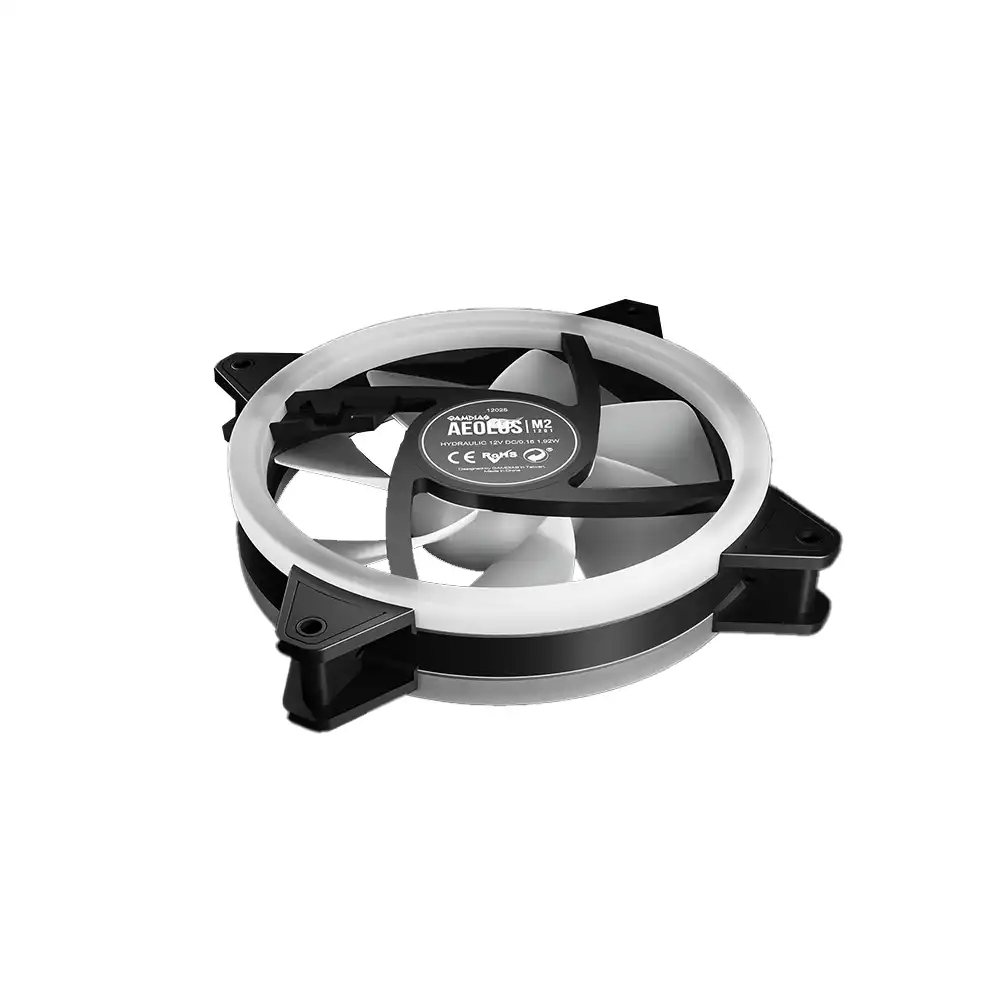 12025
GAMDIAS
AEOLUS M2
1201
HYDRAULIC 12V DC/0.16 1.92W
CE RoHS
Designed by GAMDIAS in Taiwan,
Made in China